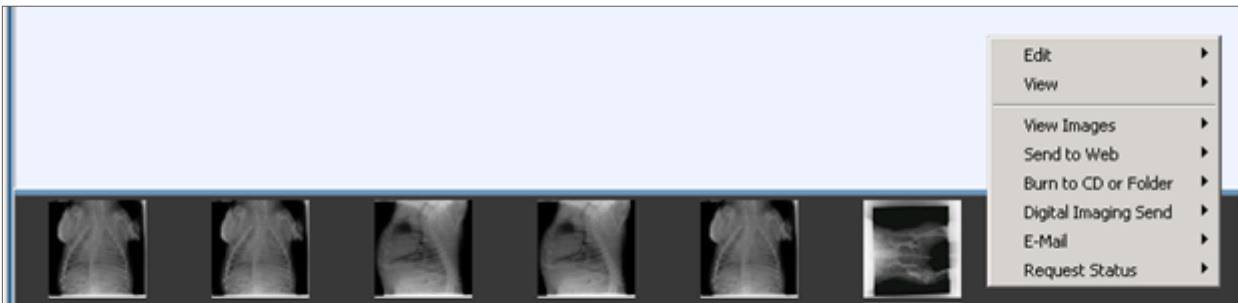 Edit
View
View Images
Send to Web
Burn to CD or Folder
Digital Imaging Send
E-Mail
Request Status